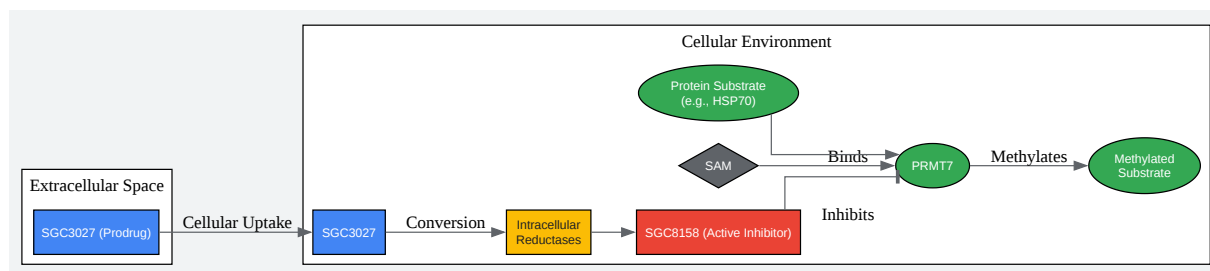 Cellular Environment
Protein Substrate
(e.g., HSP70)
SAM
Binds
PRMT7
Methylates
Methylated
Substrate
Extracellular Space
SGC3027 (Prodrug)
Cellular Uptake
SGC3027
Conversion
Intracellular
Reductases
SGC8158 (Active Inhibitor)
Inhibits